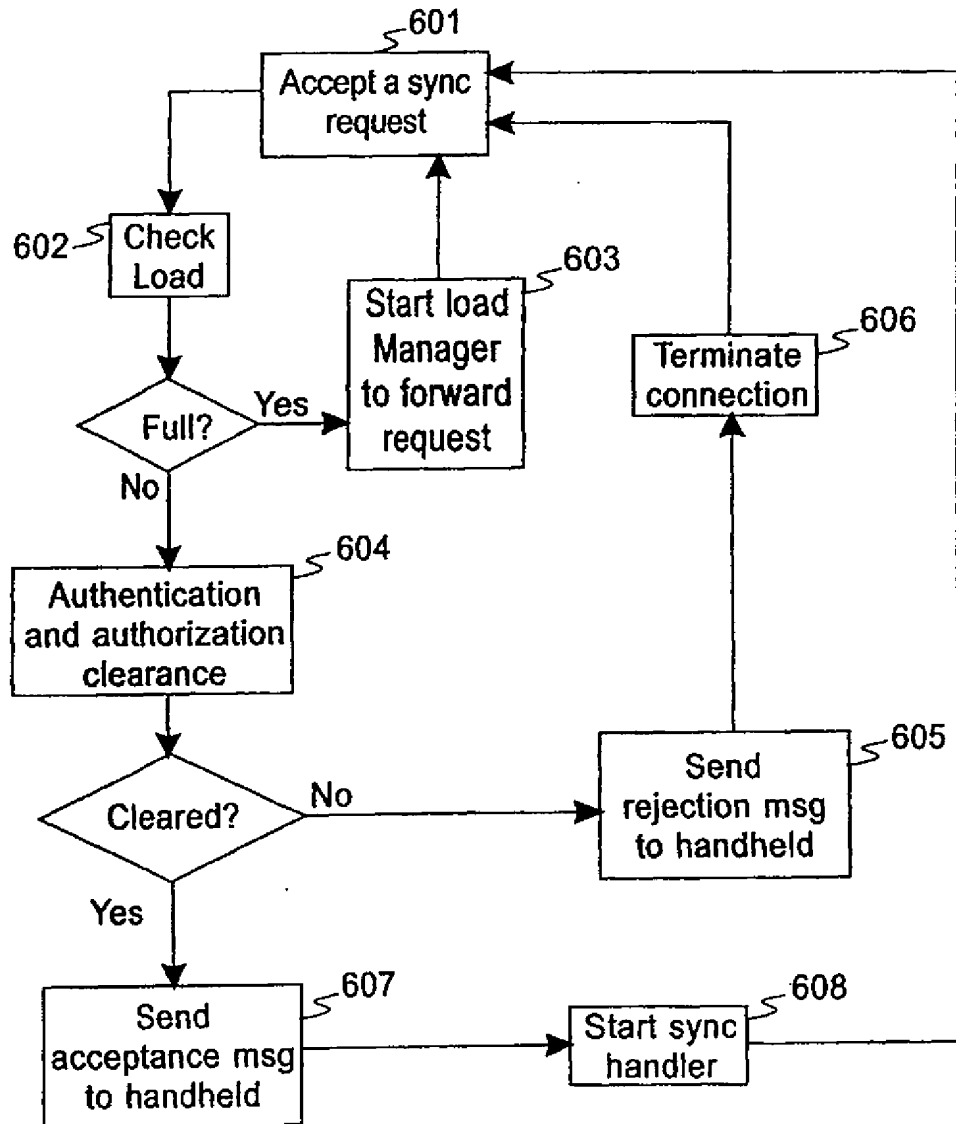 601
Accept a sync
request
602
Check
Load
603
Start load
Manager
to forward
request
606
Terminate
connection
Full?
Yes
No
604
Authentication
and authorization
clearance
605
Send
rejection msg
to handheld
Cleared?
No
Yes
607
Send
acceptance msg
to handheld
608
Start sync
handler